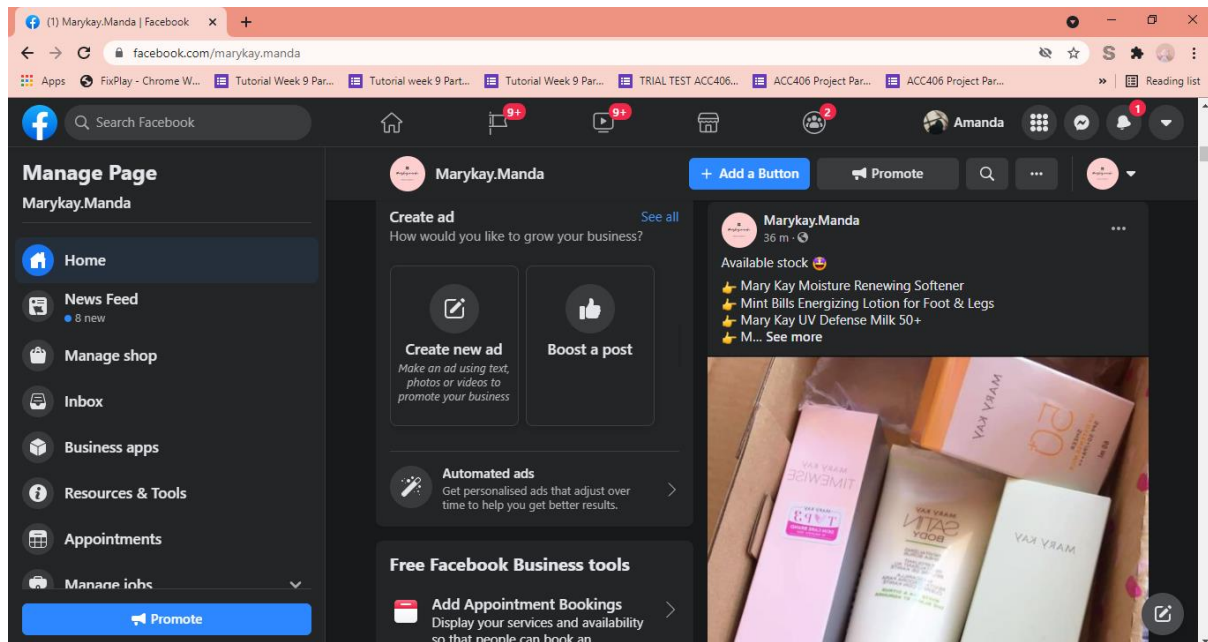 (1) Marykay.Manda | Facebook
facebook.com/marykay.manda
Apps FixPlay - Chrome W... Tutorial Week 9 Par... Tutorial week 9 Part... Tutorial Week 9 Par... TRIAL TEST ACC406... ACC406 Project Par... ACC406 Project Par... » Reading list
Search Facebook
9+
9+
2
Amanda
1
Manage Page
Marykay.Manda
Home
News Feed
8 new
Manage shop
Inbox
Business apps
Resources & Tools
Appointments
Manage jobs
Promote
Marykay.Manda
+ Add a Button
Promote
Create ad
See all
How would you like to grow your business?
Create new ad
Make an ad using text,
photos or videos to
promote your business
Boost a post
Automated ads
Get personalised ads that adjust over
time to help you get better results.
Free Facebook Business tools
Add Appointment Bookings
Display your services and availability
so that people can book an
Marykay.Manda
36 m
Available stock 🤩
👉 Mary Kay Moisture Renewing Softener
👉 Mint Bills Energizing Lotion for Foot & Legs
👉 Mary Kay UV Defense Milk 50+
👉 M... See more
MARY KAY
50+
MARY KAY
TIMEWISE
MARY KAY
SATIN
BODY
MARY KAY